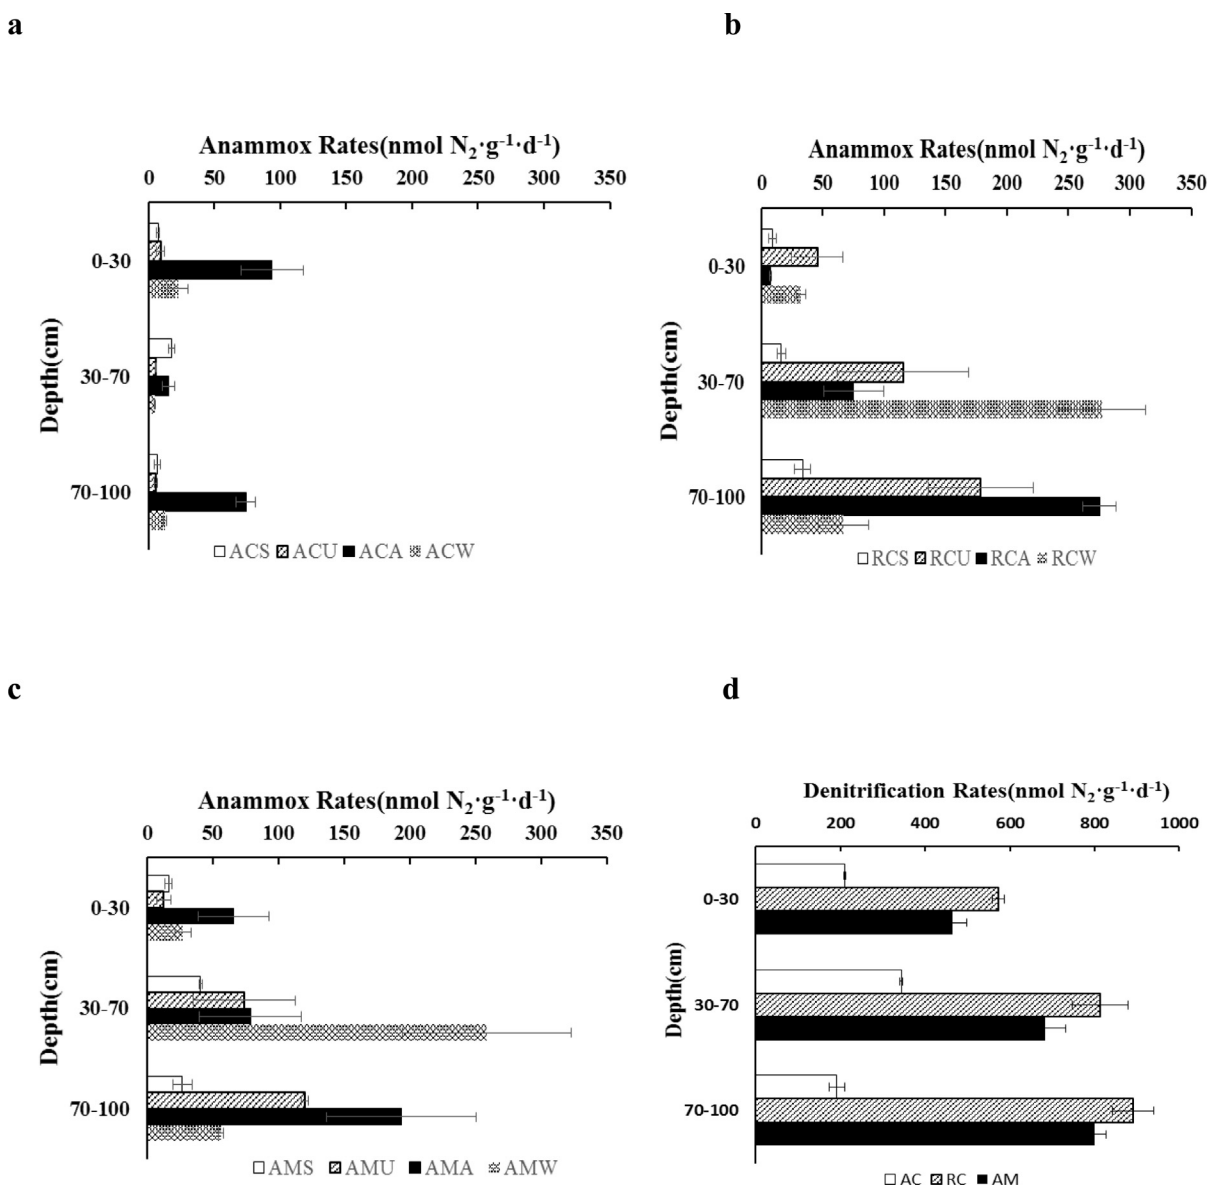 a
Anammox Rates(nmol N₂·g⁻¹·d⁻¹)
0 50 100 150 200 250 300 350
Depth(cm)
0-30
30-70
70-100
ACS ACU ACA ACW
b
Anammox Rates(nmol N₂·g⁻¹·d⁻¹)
0 50 100 150 200 250 300 350
Depth(cm)
0-30
30-70
70-100
RCS RCU RCA RCW
c
Anammox Rates(nmol N₂·g⁻¹·d⁻¹)
0 50 100 150 200 250 300 350
Depth(cm)
0-30
30-70
70-100
AMS AMU AMA AMW
d
Denitrification Rates(nmol N₂·g⁻¹·d⁻¹)
0 200 400 600 800 1000
Depth(cm)
0-30
30-70
70-100
AC RC AM